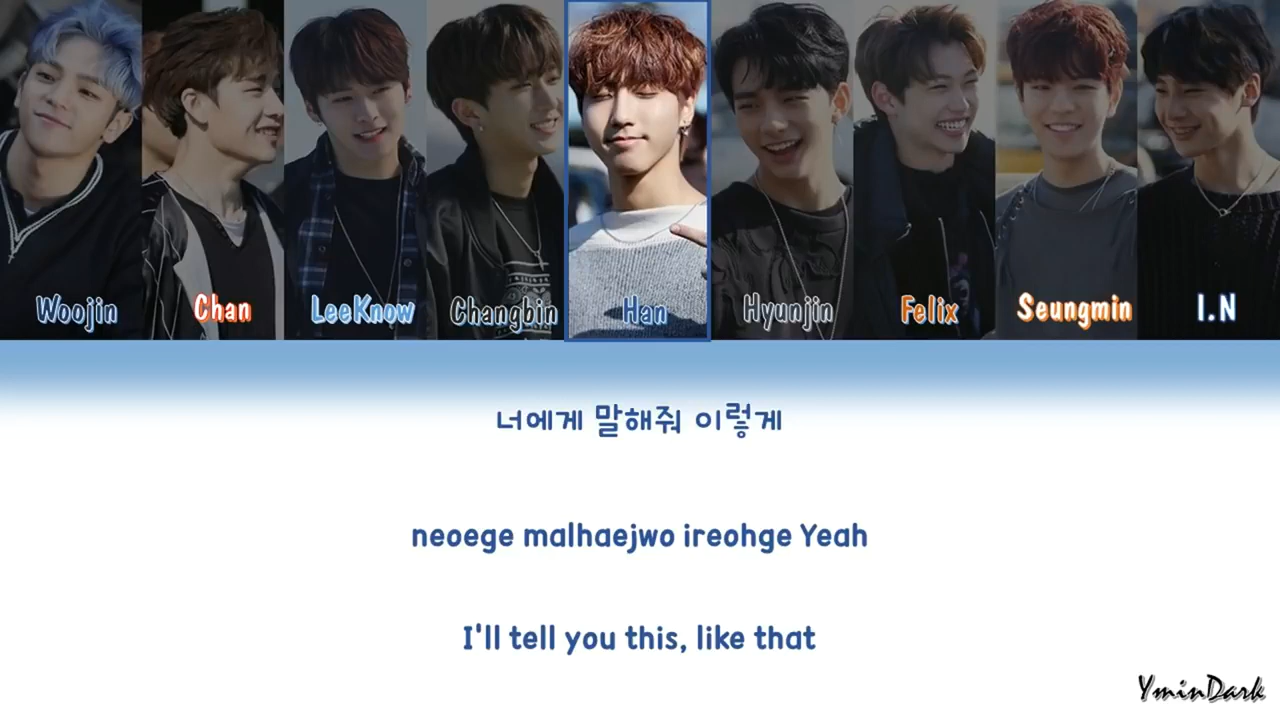 Woojin Chan LeeKnow Changbin Han Hyunjin Felix Seungmin I.N
너에게 말해줘 이렇게
neoege malhaejwo ireohge Yeah
I'll tell you this, like that
YminDark